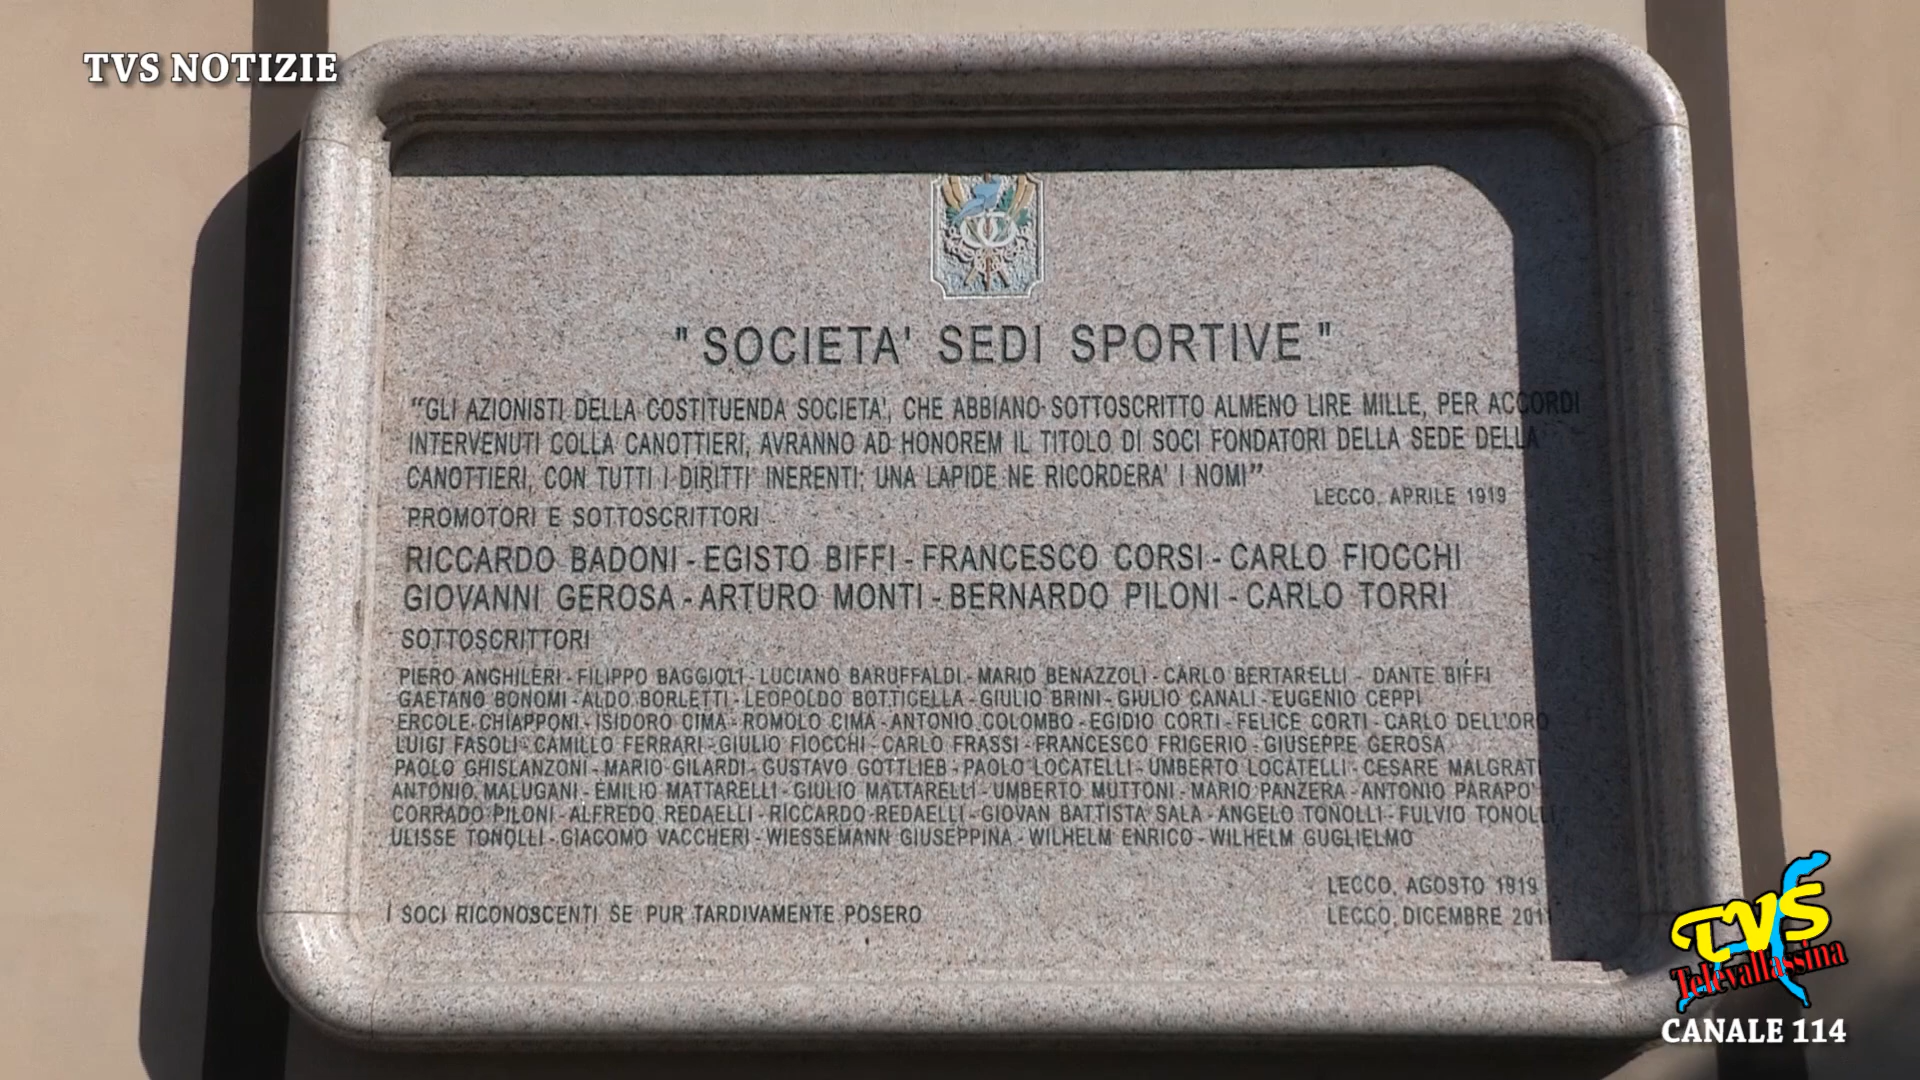 TVS NOTIZIE
"SOCIETA' SEDI SPORTIVE"
"GLI AZIONISTI DELLA COSTITUENDA SOCIETA', CHE ABBIANO SOTTOSCRITTO ALMENO LIRE MILLE, PER ACCORDI
INTERVENUTI COLLA CANOTTIERI, AVRANNO AD HONOREM IL TITOLO DI SOCI FONDATORI DELLA SEDE DELLA
CANOTTIERI, CON TUTTI I DIRITTI INERENTI; UNA LAPIDE NE RICORDERA' I NOMI"
LECCO, APRILE 1919
PROMOTORI E SOTTOSCRITTORI
RICCARDO BADONI - EGISTO BIFFI - FRANCESCO CORSI - CARLO FIOCCHI
GIOVANNI GEROSA - ARTURO MONTI - BERNARDO PILONI - CARLO TORRI
SOTTOSCRITTORI
PIERO ANGHILERI - FILIPPO BAGGIOLI - LUCIANO BARUFFALDI - MARIO BENAZZOLI - CARLO BERTARELLI - DANTE BIFFI
GAETANO BONOMI - ALDO BORLETTI - LEOPOLDO BOTTICELLA - GIULIO BRINI - GIULIO CANALI - EUGENIO CEPPI
ERCOLE CHIAPPONI - ISIDORO CIMA - ROMOLO CIMA - ANTONIO COLOMBO - EGIDIO CORTI - FELICE CORTI - CARLO DELL'ORO
LUIGI FASOLI - CAMILLO FERRARI - GIULIO FIOCCHI - CARLO FRASSI - FRANCESCO FRIGERIO - GIUSEPPE GEROSA
PAOLO GHISLANZONI - MARIO GILARDI - GUSTAVO GOTTLIEB - PAOLO LOCATELLI - UMBERTO LOCATELLI - CESARE MALGRATI
ANTONIO MALUGANI - EMILIO MATTARELLI - GIULIO MATTARELLI - UMBERTO MUTTONI - MARIO PANZERA - ANTONIO PARAPO'
CORRADO PILONI - ALFREDO REDAELLI - RICCARDO REDAELLI - GIOVAN BATTISTA SALA - ANGELO TONOLLI - FULVIO TONOLLI
ULISSE TONOLLI - GIACOMO VACCHERI - WIESSEMANN GIUSEPPINA - WILHELM ENRICO - WILHELM GUGLIELMO
LECCO, AGOSTO 1919
I SOCI RICONOSCENTI SE PUR TARDIVAMENTE POSERO
LECCO, DICEMBRE 2011
TVS
Televallassina
CANALE 114